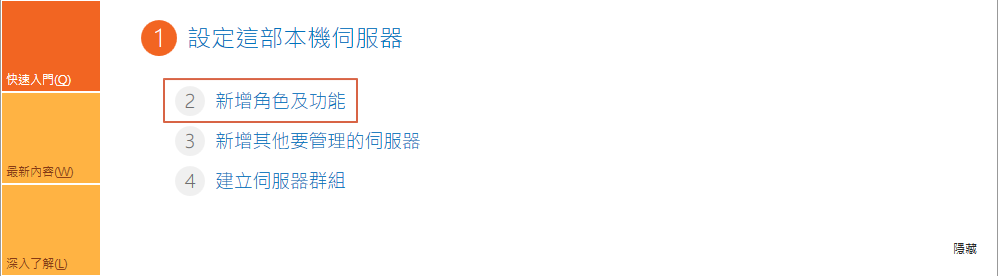 1 設定這部本機伺服器
快速入門(Q)
2 新增角色及功能
3 新增其他要管理的伺服器
最新內容(W)
4 建立伺服器群組
隱藏
深入了解(L)